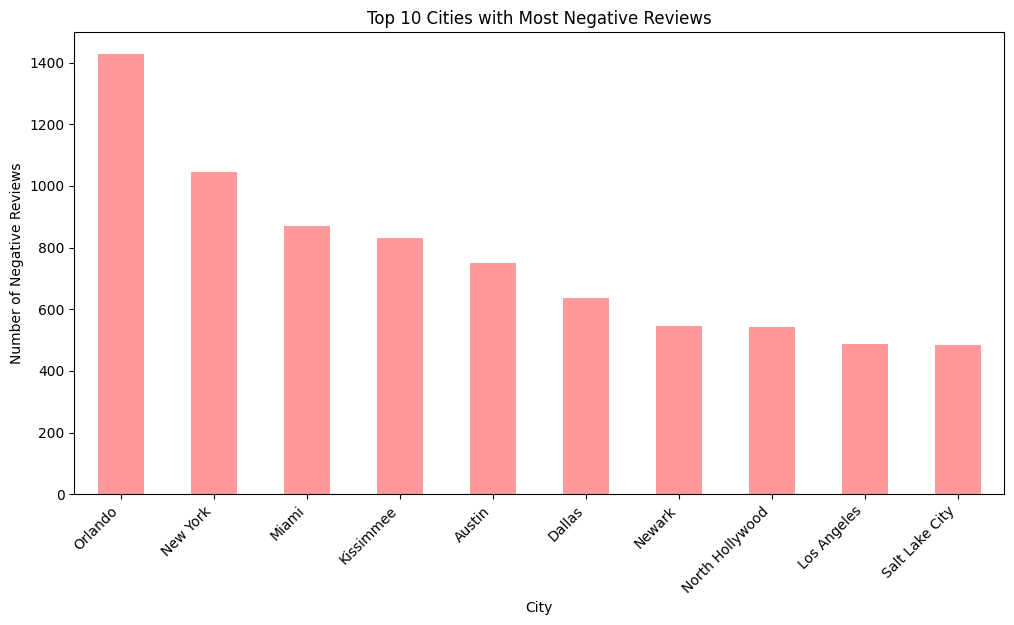 Top 10 Cities with Most Negative Reviews
Number of Negative Reviews
1400
1200
1000
800
600
400
200
0
Orlando
New York
Miami
Kissimmee
Austin
Dallas
Newark
North Hollywood
Los Angeles
Salt Lake City
City